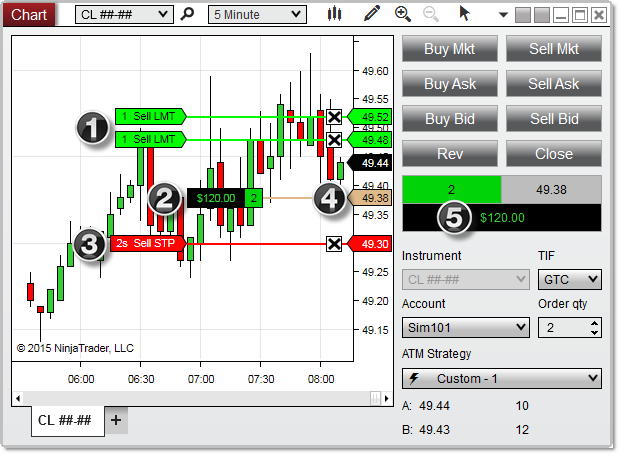 Chart
CL ##-##
5 Minute
49.60
49.55
49.52
49.50
49.48
49.44
49.40
49.38
49.35
49.30
49.25
49.20
49.15
1 Sell LMT
1 Sell LMT
1
2
$120.00
2
4
3
2s Sell STP
© 2015 NinjaTrader, LLC
06:00
06:30
07:00
07:30
08:00
CL ##-##
+
Buy Mkt
Sell Mkt
Buy Ask
Sell Ask
Buy Bid
Sell Bid
Rev
Close
2
49.38
5
$120.00
Instrument
TIF
CL ##-##
GTC
Account
Order qty
Sim101
2
ATM Strategy
Custom - 1
A: 49.44 10
B: 49.43 12